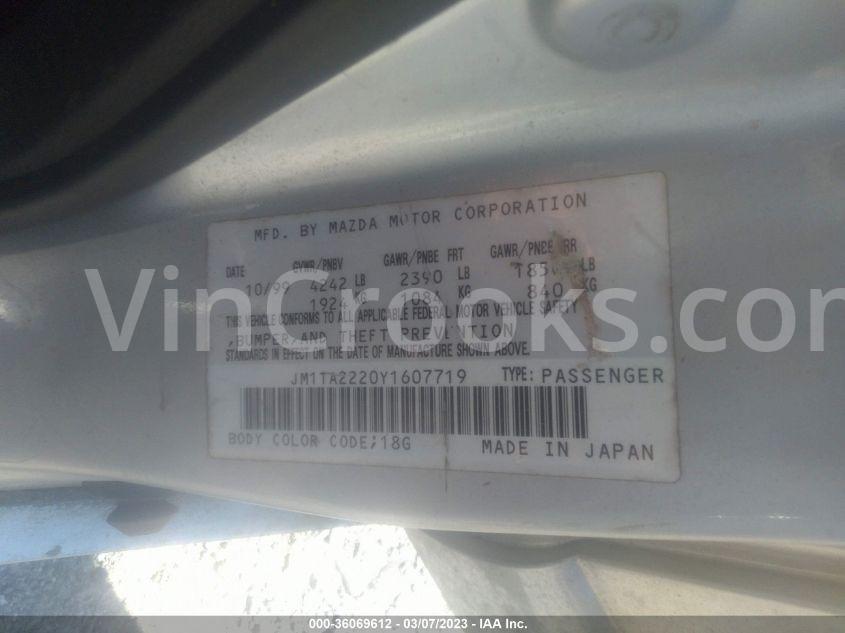 MFD. BY MAZDA MOTOR CORPORATION
DATE GVWR/PNBV GAWR/PNBE FRT GAWR/PNBE RR
10/99 4242 LB 2390 LB LB
1924 KG 1084 KG 840 KG
THIS VEHICLE CONFORMS TO ALL APPLICABLE FEDERAL MOTOR VEHICLE SAFETY
,BUMPER,AND THEFT PREVENTION
STANDARDS IN EFFECT ON THE DATE OF MANUFACTURE SHOWN ABOVE.
JM1TA2220Y1607719 TYPE: PASSENGER
BODY COLOR CODE;18G MADE IN JAPAN
VinCrooks.com
000-36069612 - 03/07/2023 - IAA Inc.